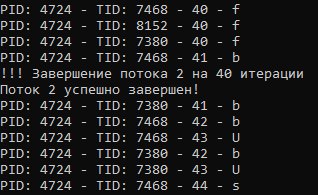 PID: 4724 - TID: 7468 - 40 - f
PID: 4724 - TID: 8152 - 40 - f
PID: 4724 - TID: 7380 - 40 - f
PID: 4724 - TID: 7468 - 41 - b
!!! Завершение потока 2 на 40 итерации
Поток 2 успешно завершен!
PID: 4724 - TID: 7380 - 41 - b
PID: 4724 - TID: 7468 - 42 - b
PID: 4724 - TID: 7468 - 43 - U
PID: 4724 - TID: 7380 - 42 - b
PID: 4724 - TID: 7380 - 43 - U
PID: 4724 - TID: 7468 - 44 - s